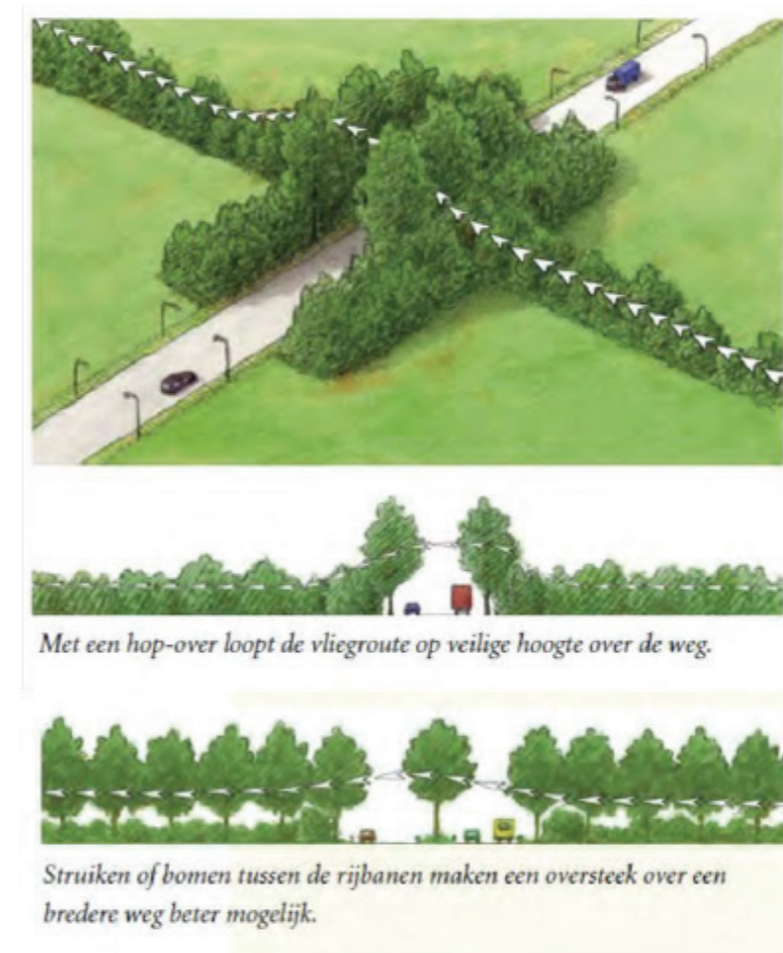 Met een hop-over loopt de vliegroute op veilige hoogte over de weg.
Struiken of bomen tussen de rijbanen maken een oversteek over een
bredere weg beter mogelijk.